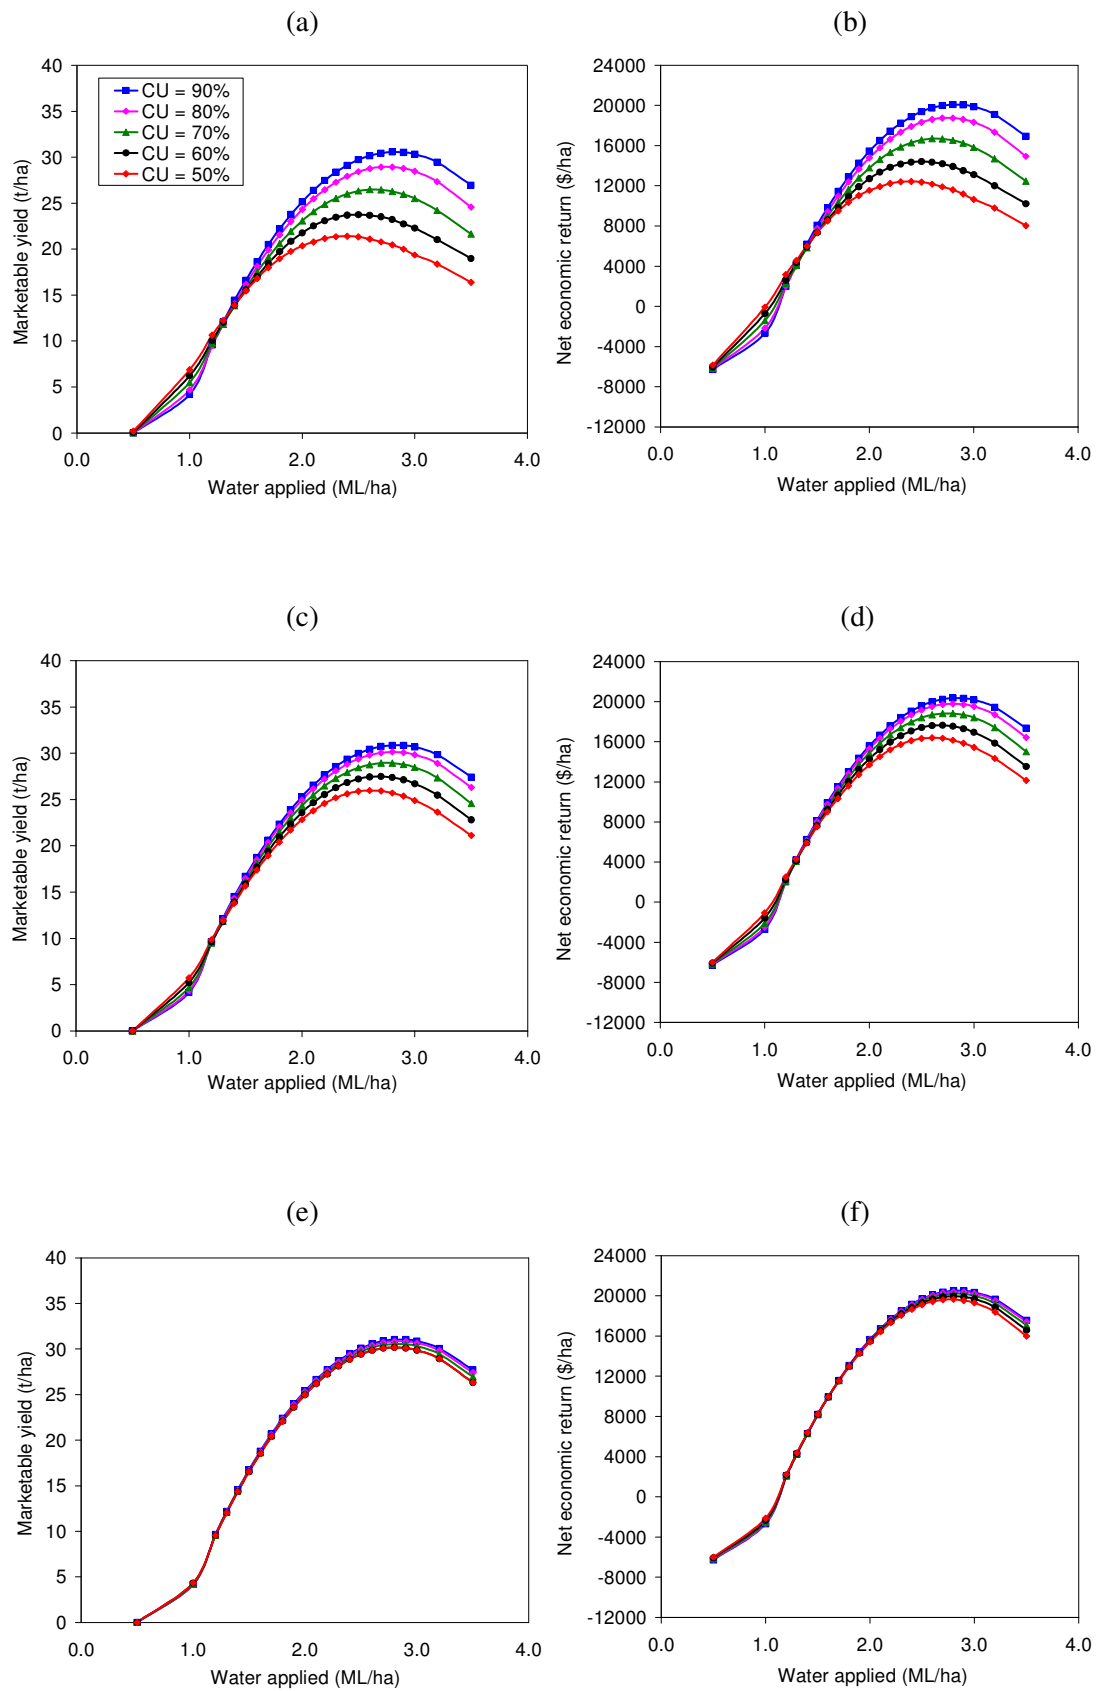 (a)
40
35
30
25
20
15
10
5
0
Marketable yield (t/ha)
CU = 90%
CU = 80%
CU = 70%
CU = 60%
CU = 50%
0.0 1.0 2.0 3.0 4.0
Water applied (ML/ha)
(b)
24000
20000
16000
12000
8000
4000
0
-4000
-8000
-12000
Net economic return ($/ha)
0.0 1.0 2.0 3.0 4.0
Water applied (ML/ha)
(c)
40
35
30
25
20
15
10
5
0
Marketable yield (t/ha)
0.0 1.0 2.0 3.0 4.0
Water applied (ML/ha)
(d)
24000
20000
16000
12000
8000
4000
0
-4000
-8000
-12000
Net economic return ($/ha)
0.0 1.0 2.0 3.0 4.0
Water applied (ML/ha)
(e)
40
35
30
25
20
15
10
5
0
Marketable yield (t/ha)
0.0 1.0 2.0 3.0 4.0
Water applied (ML/ha)
(f)
24000
20000
16000
12000
8000
4000
0
-4000
-8000
-12000
Net economic return ($/ha)
0.0 1.0 2.0 3.0 4.0
Water applied (ML/ha)